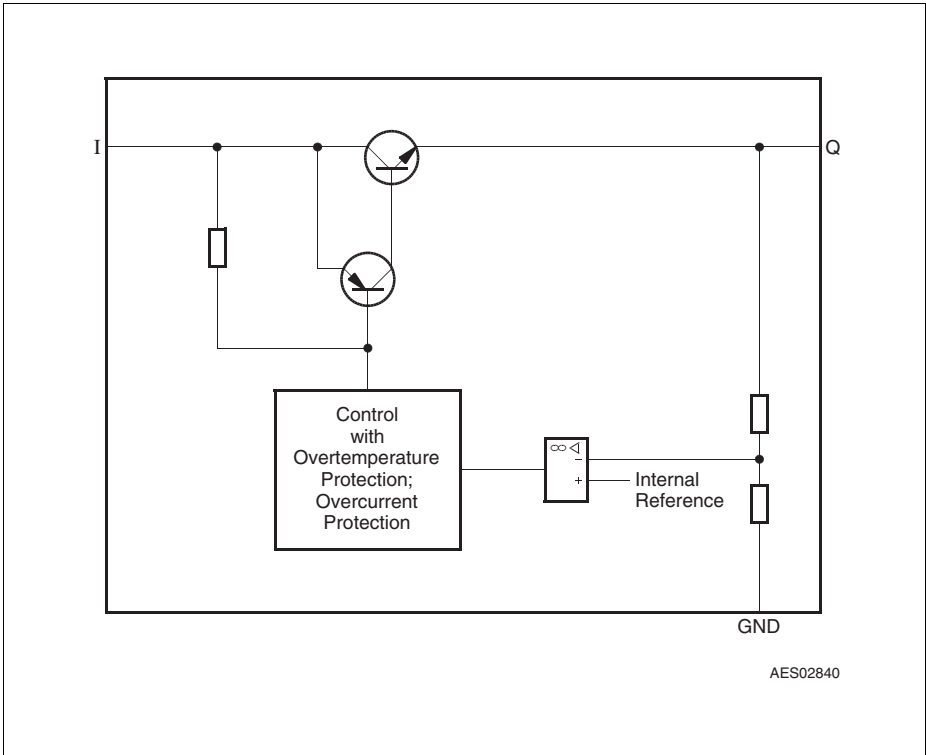 I
Q
Control
with
Overtemperature
Protection;
Overcurrent
Protection
∞ ◁
−
+
Internal
Reference
GND
AES02840